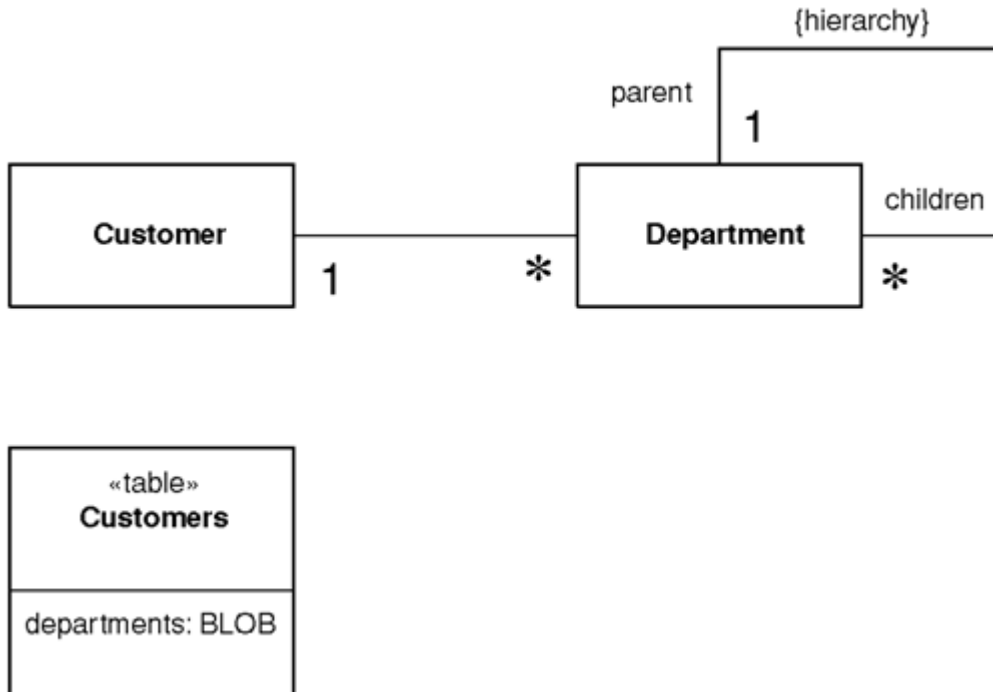 {hierarchy}
parent
1
children
Customer
Department
1
*
*
«table»
Customers
departments: BLOB